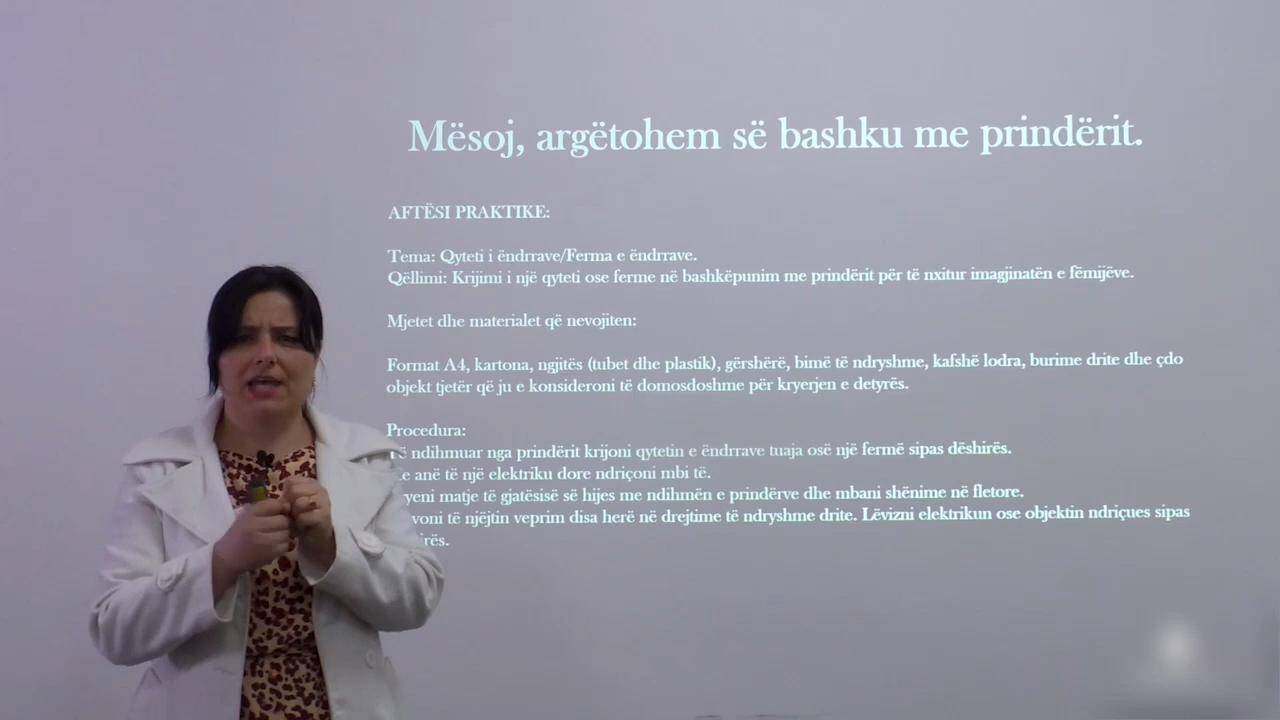 Mësoj, argëtohem së bashku me prindërit.
AFTËSI PRAKTIKE:
Tema: Qyteti i ëndrrave/Ferma e ëndrrave.
Qëllimi: Krijimi i një qyteti ose ferme në bashkëpunim me prindërit për të nxitur imagjinatën e fëmijëve.
Mjetet dhe materialet që nevojiten:
Format A4, kartona, ngjitës (tubet dhe plastik), gërshërë, bimë të ndryshme, kafshë lodra, burime drite dhe çdo
objekt tjetër që ju e konsideroni të domosdoshme për kryerjen e detyrës.
Procedura:
ndihmuar nga prindërit krijoni qytetin e ëndrrave tuaja osë një fermë sipas dëshirës.
anë të një elektriku dore ndriçoni mbi të.
matje të gjatësisë së hijes me ndihmën e prindërve dhe mbani shënime në fletore.
të njëjtin veprim disa herë në drejtime të ndryshme drite. Lëvizni elektrikun ose objektin ndriçues sipas